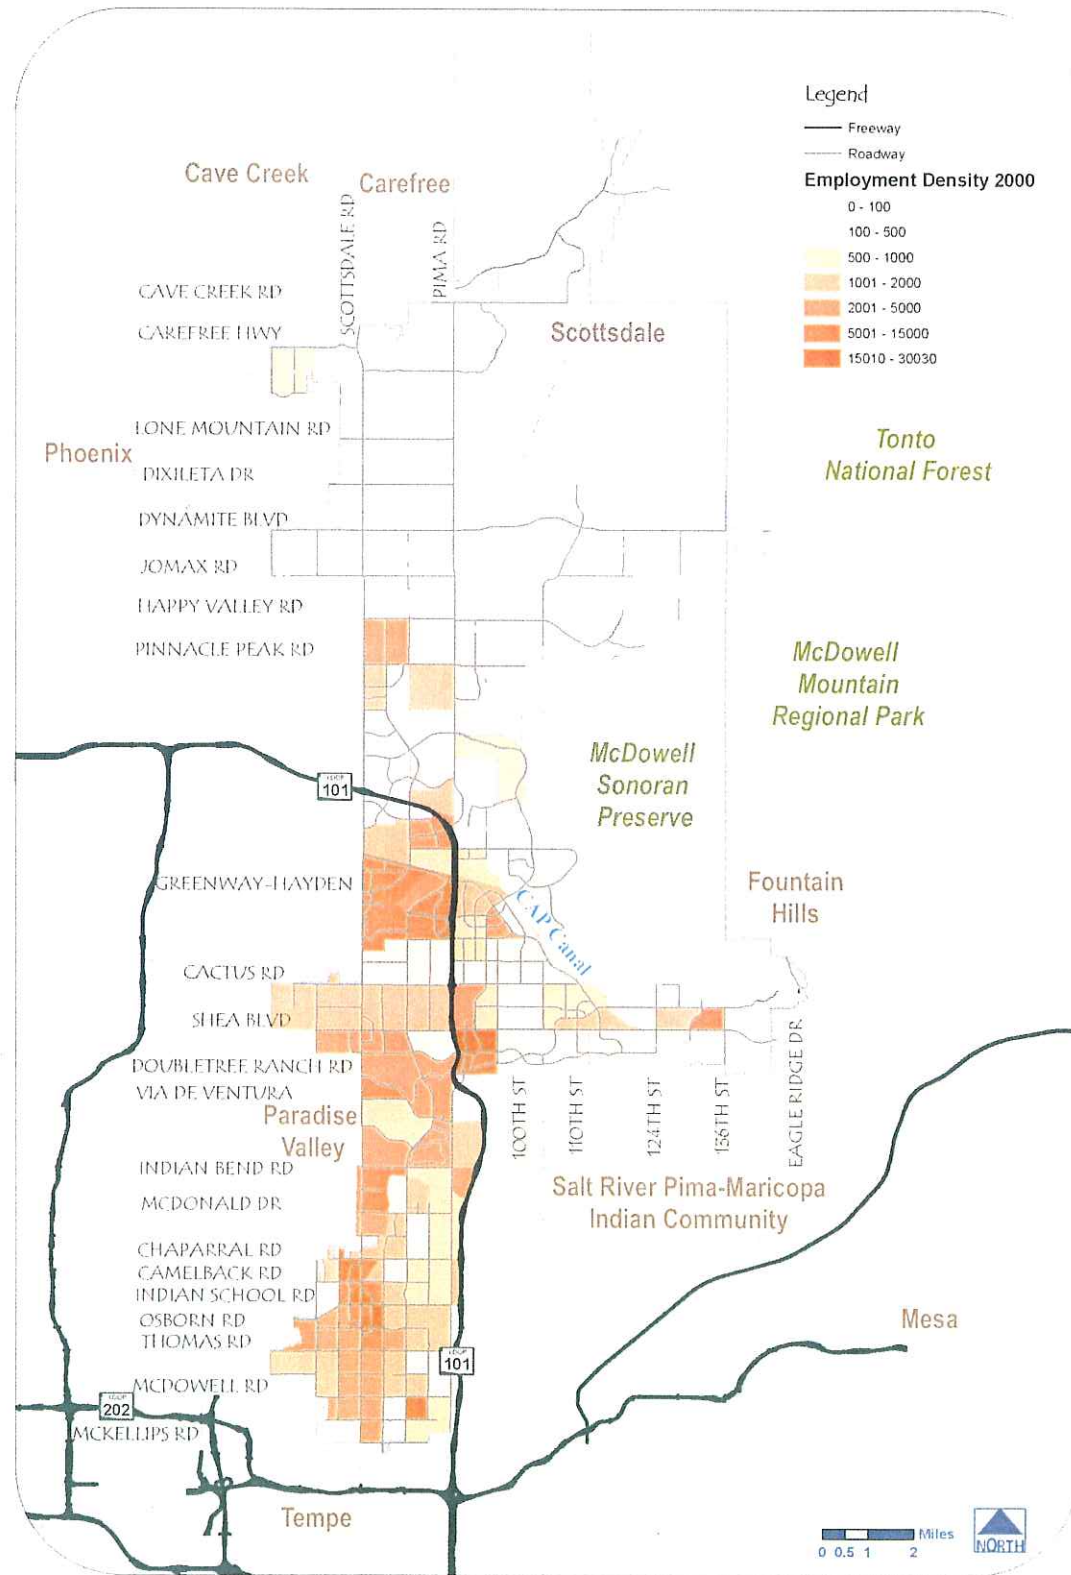 Legend
Freeway
Roadway
Employment Density 2000
0 - 100
100 - 500
500 - 1000
1001 - 2000
2001 - 5000
5001 - 15000
15010 - 30030
Cave Creek
Carefree
SCOTTSDALE RD
PIMA RD
CAVE CREEK RD
CAREFREE HWY
Scottsdale
LONE MOUNTAIN RD
Phoenix
Tonto
National Forest
DIXILETA DR
DYNAMITE BLVD
JOMAX RD
HAPPY VALLEY RD
PINNACLE PEAK RD
McDowell
Mountain
Regional Park
McDowell
Sonoran
Preserve
LOOP
101
GREENWAY-HAYDEN
Fountain
Hills
CAP Canal
CACTUS RD
SHEA BLVD
DOUBLETREE RANCH RD
VIA DE VENTURA
100TH ST
110TH ST
124TH ST
136TH ST
EAGLE RIDGE DR
Paradise
Valley
INDIAN BEND RD
Salt River Pima-Maricopa
Indian Community
MCDONALD DR
CHAPARRAL RD
CAMELBACK RD
INDIAN SCHOOL RD
OSBORN RD
THOMAS RD
Mesa
LOOP
101
MCDOWELL RD
LOOP
202
MCKELLIPS RD
Tempe
Miles
0 0.5 1 2
NORTH